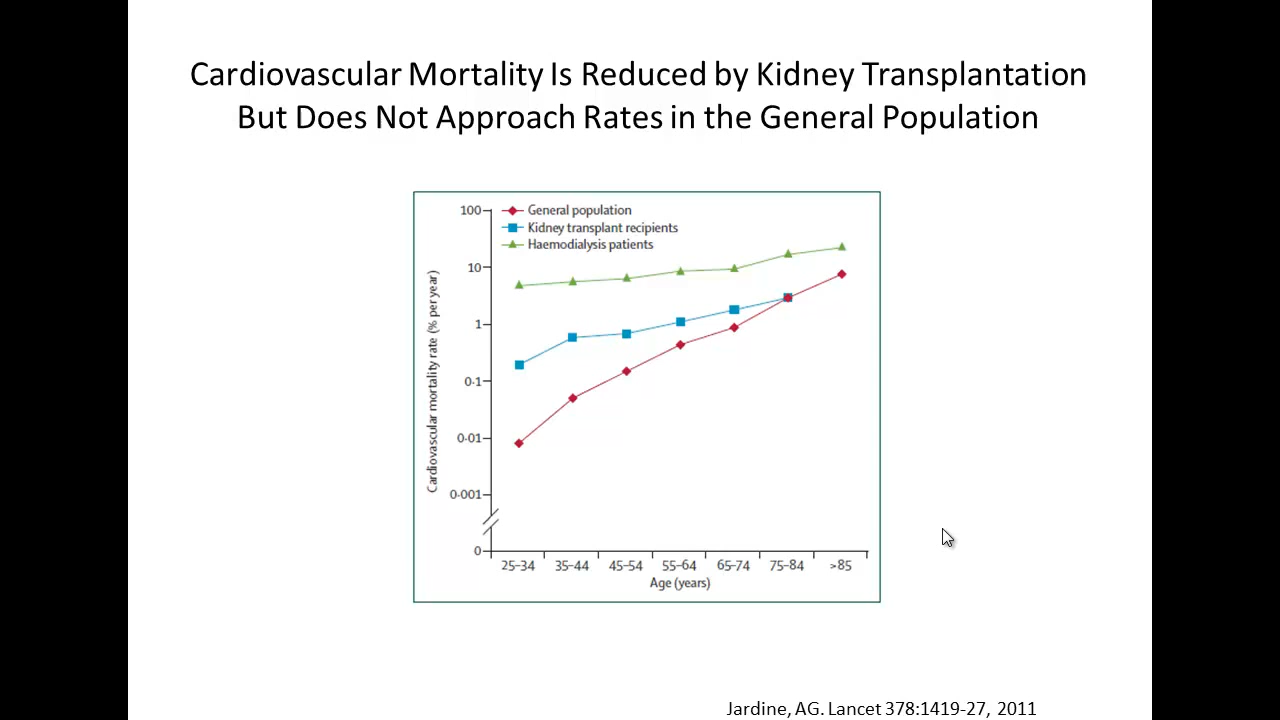 Cardiovascular Mortality Is Reduced by Kidney Transplantation
But Does Not Approach Rates in the General Population
100
General population
Kidney transplant recipients
Haemodialysis patients
10
1
0·1
0·01
0·001
0
Cardiovascular mortality rate (% per year)
25–34 35–44 45–54 55–64 65–74 75–84 >85
Age (years)
Jardine, AG. Lancet 378:1419-27, 2011